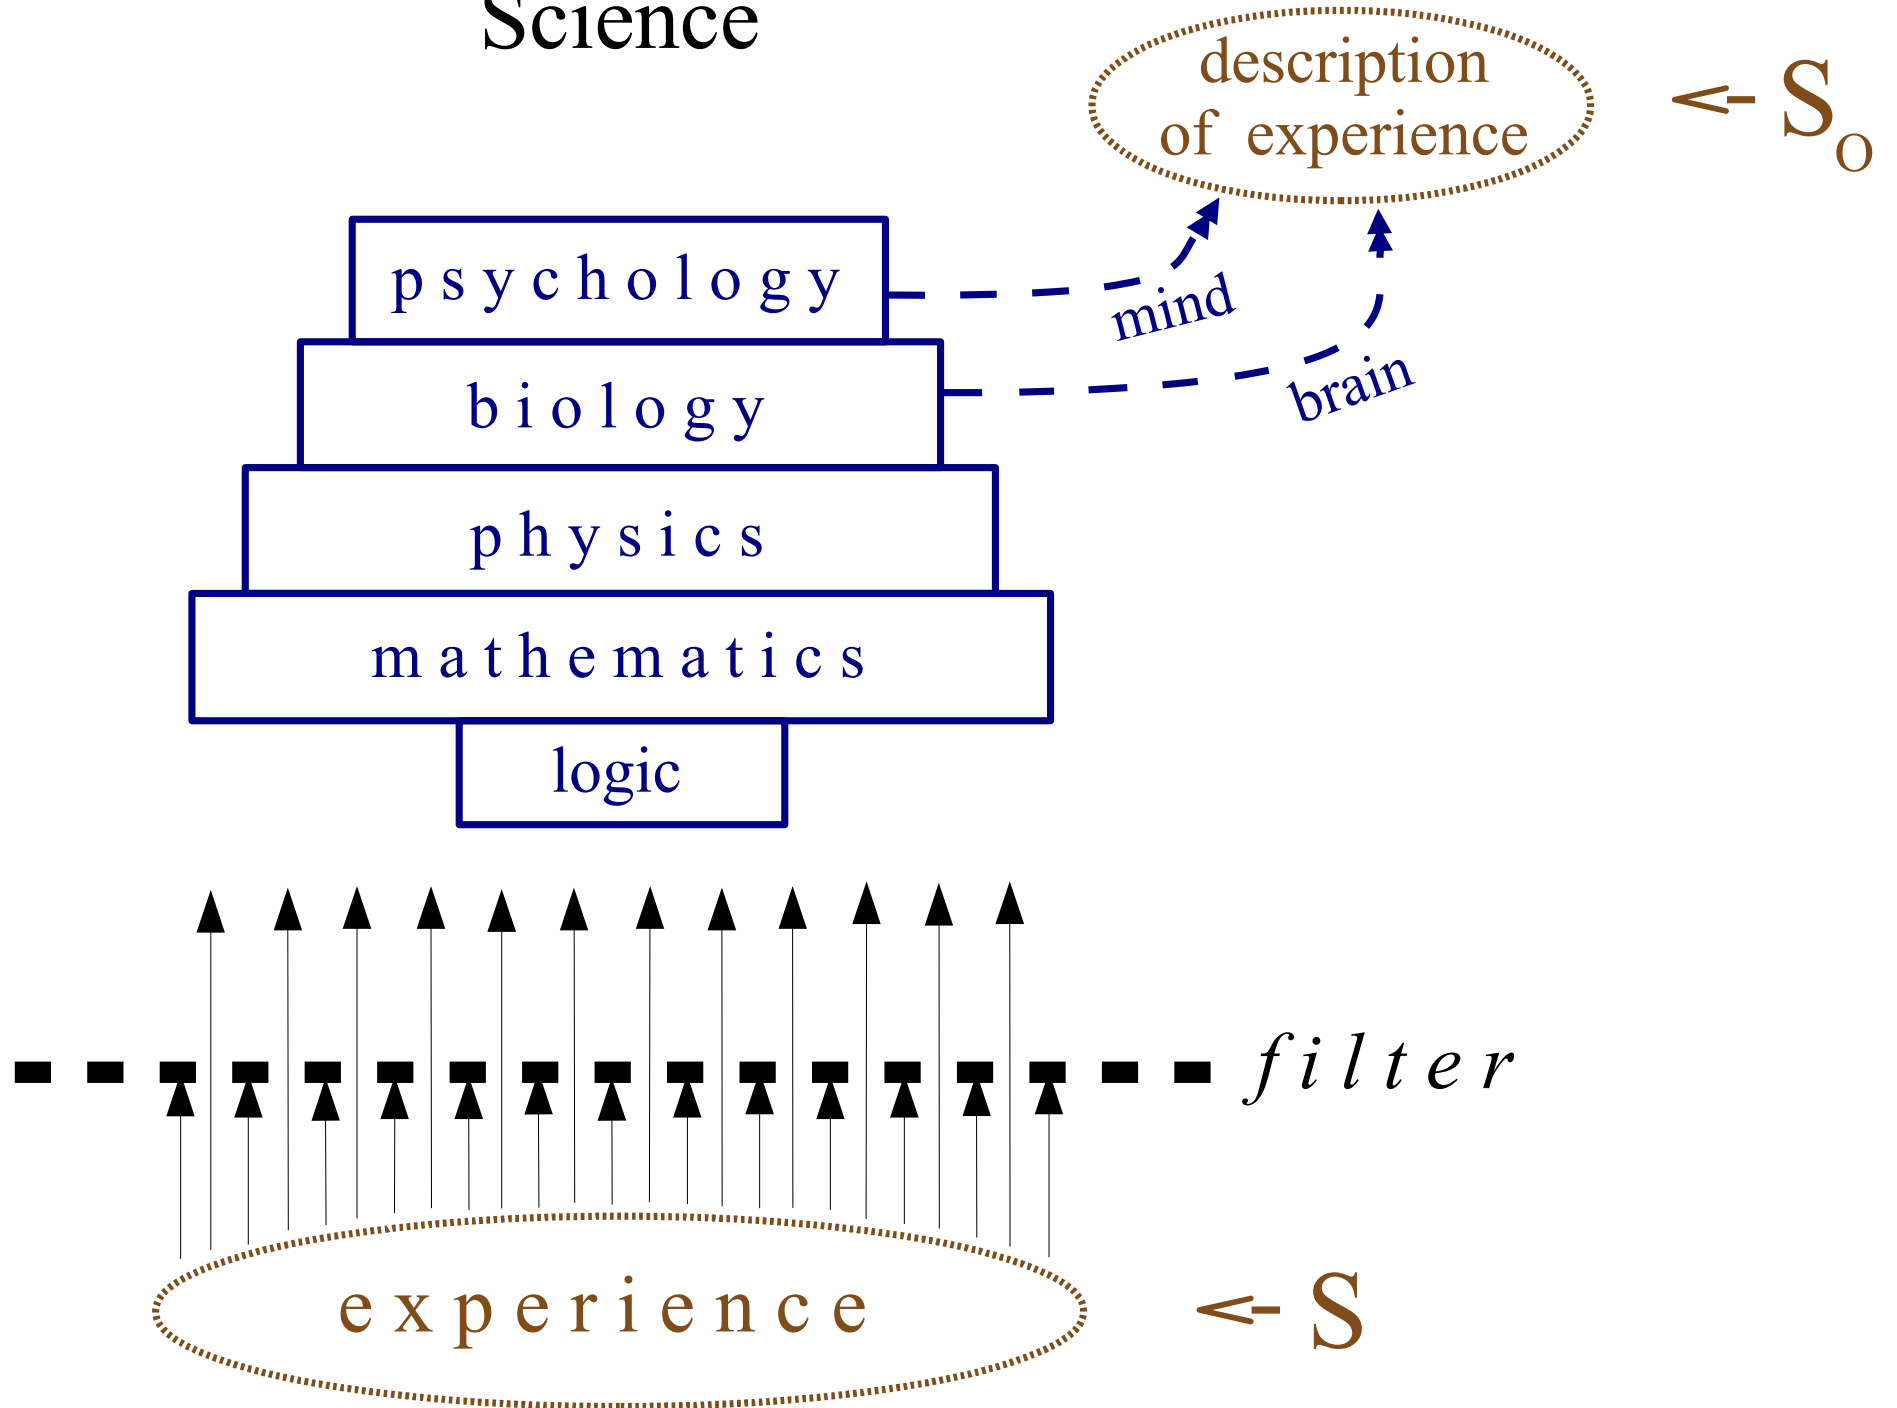 Science
description
of experience
S
O
psychology
mind
biology
brain
physics
mathematics
logic
filter
experience
S